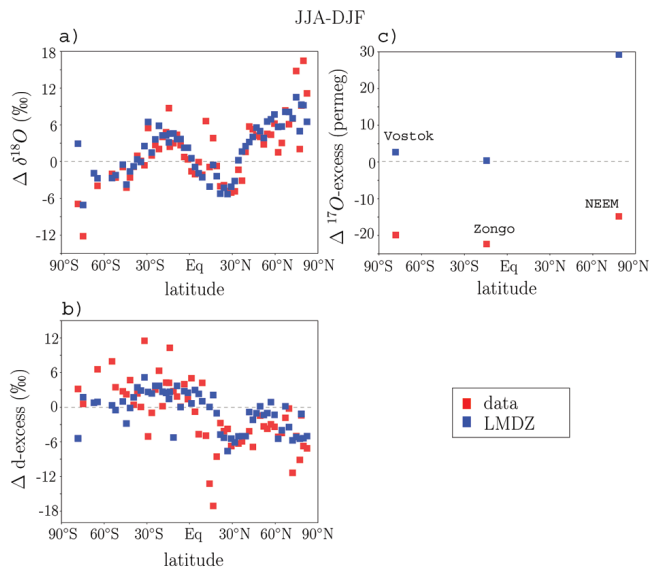 JJA-DJF
a)
Δ δ¹⁸O (‰)
18
12
6
0
-6
-12
90°S 60°S 30°S Eq 30°N 60°N 90°N
latitude
c)
Δ ¹⁷O-excess (permeg)
30
20
10
0
-10
-20
Vostok
Zongo
NEEM
90°S 60°S 30°S Eq 30°N 60°N 90°N
latitude
b)
Δ d-excess (‰)
12
6
0
-6
-12
-18
90°S 60°S 30°S Eq 30°N 60°N 90°N
latitude
data
LMDZ